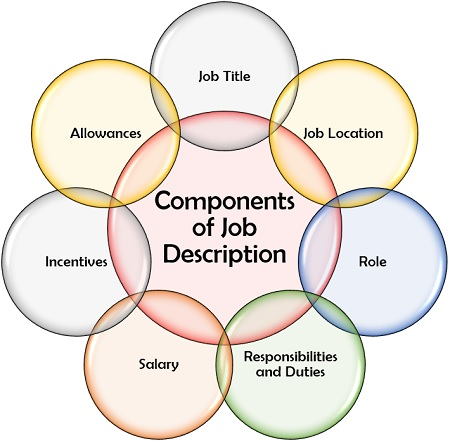 Job Title
Job Location
Role
Responsibilities
and Duties
Salary
Incentives
Allowances
Components
of Job
Description